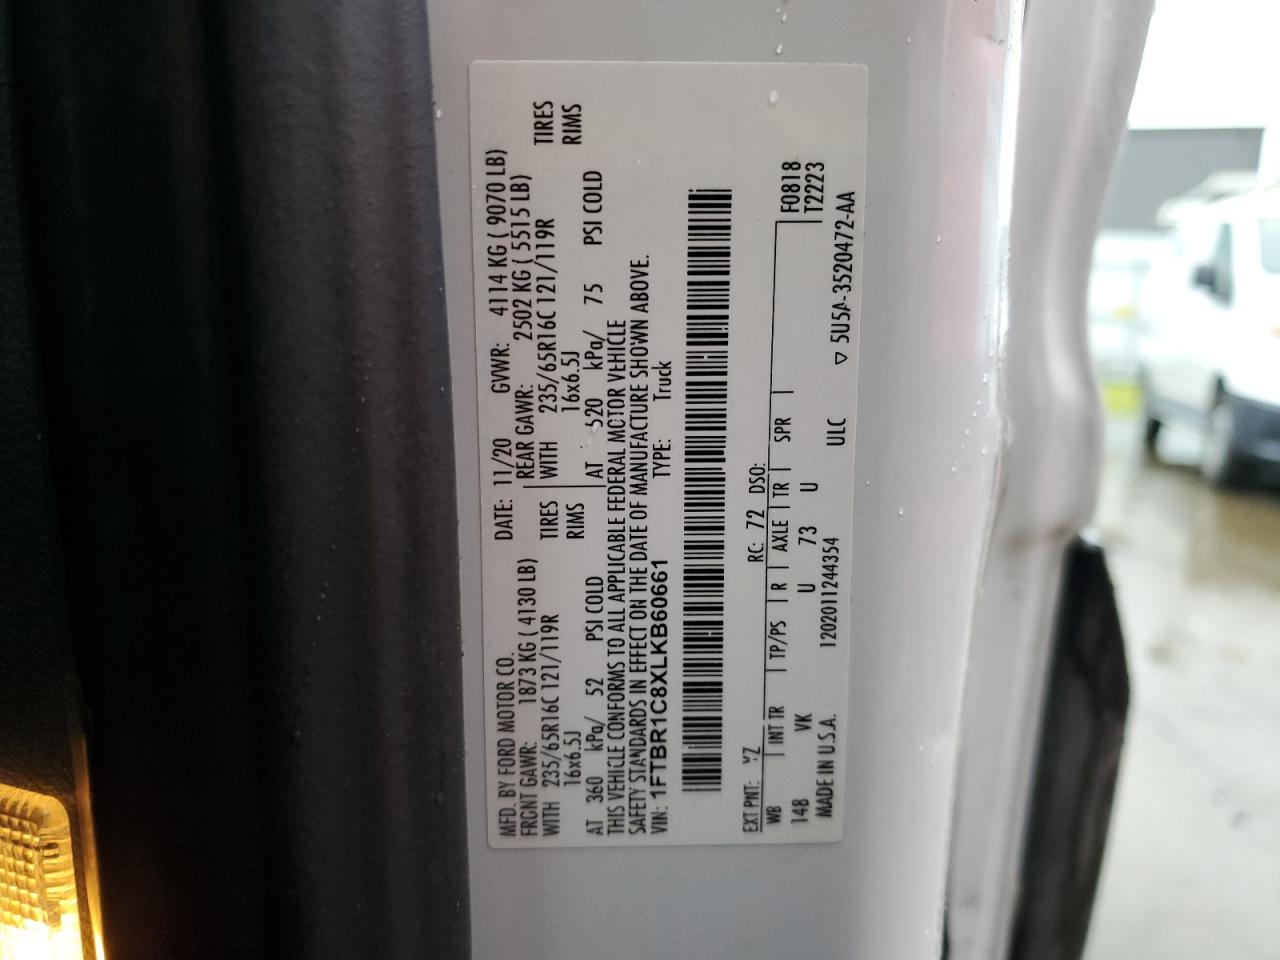 MFD. BY FORD MOTOR CO. DATE: 11/20 GVWR: 4114 KG ( 9070 LB)
FRONT GAWR: 1873 KG ( 4130 LB) REAR GAWR: 2502 KG ( 5515 LB)
WITH 235/65R16C 121/119R TIRES WITH 235/65R16C 121/119R TIRES
16x6.5J RIMS 16x6.5J RIMS
AT 360 kPa/ 52 PSI COLD AT 520 kPa/ 75 PSI COLD
THIS VEHICLE CONFORMS TO ALL APPLICABLE FEDERAL MOTOR VEHICLE
SAFETY STANDARDS IN EFFECT ON THE DATE OF MANUFACTURE SHOWN ABOVE.
VIN: 1FTBR1C8XLKB60661 TYPE: Truck
EXT PNT: YZ RC: 72 DSO:
WB INT TR TP/PS R AXLE TR SPR F0818
148 VK U 73 U T2223
MADE IN U.S.A. 1202011244354 ULC ▽ 5U5A-3520472-AA